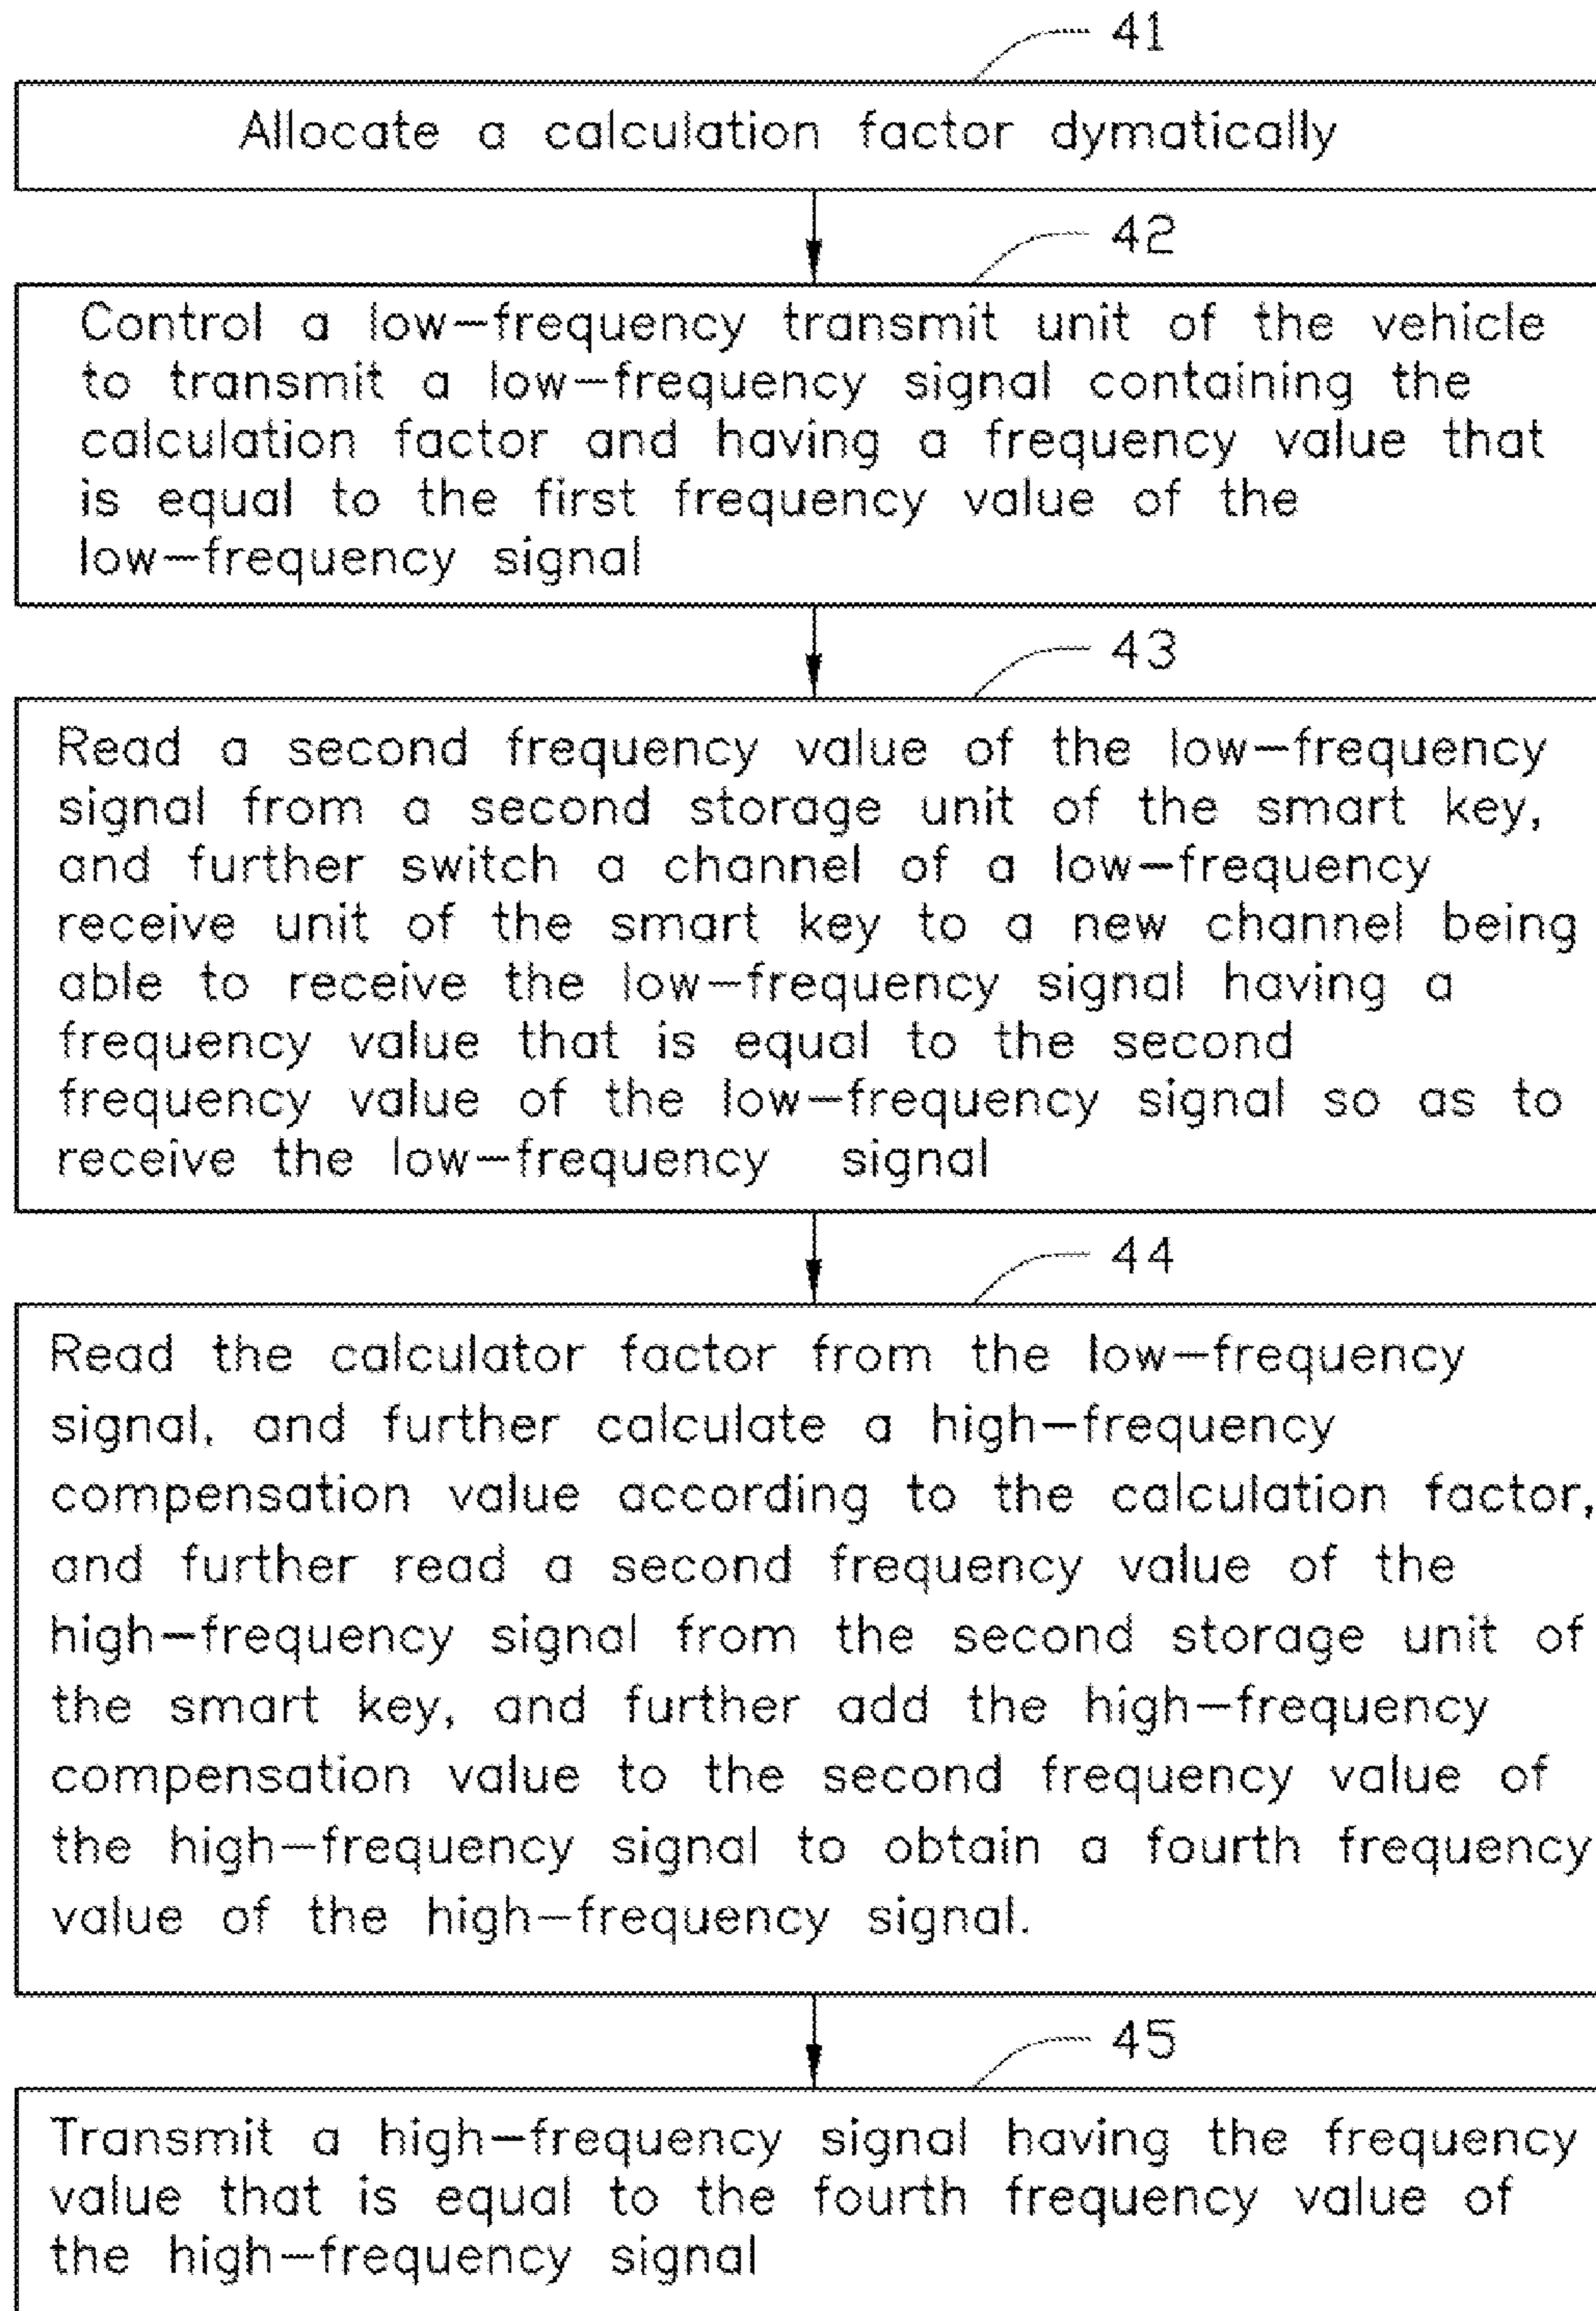 41
Allocate a calculation factor dymatically
42
Control a low-frequency transmit unit of the vehicle
to transmit a low-frequency signal containing the
calculation factor and having a frequency value that
is equal to the first frequency value of the
low-frequency signal
43
Read a second frequency value of the low-frequency
signal from a second storage unit of the smart key,
and further switch a channel of a low-frequency
receive unit of the smart key to a new channel being
able to receive the low-frequency signal having a
frequency value that is equal to the second
frequency value of the low-frequency signal so as to
receive the low-frequency signal
44
Read the calculator factor from the low-frequency
signal, and further calculate a high-frequency
compensation value according to the calculation factor,
and further read a second frequency value of the
high-frequency signal from the second storage unit of
the smart key, and further add the high-frequency
compensation value to the second frequency value of
the high-frequency signal to obtain a fourth frequency
value of the high-frequency signal.
45
Transmit a high-frequency signal having the frequency
value that is equal to the fourth frequency value of
the high-frequency signal